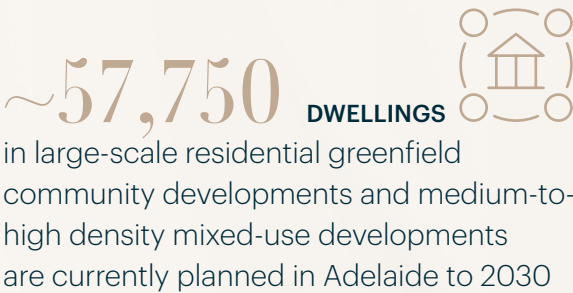 ~57,750 DWELLINGS
in large-scale residential greenfield
community developments and medium-to-
high density mixed-use developments
are currently planned in Adelaide to 2030